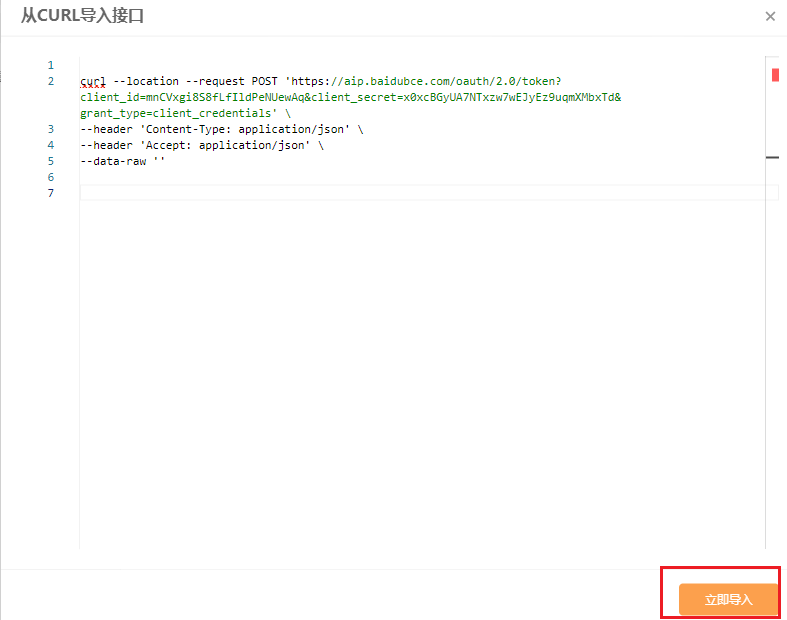 从CURL导入接口
×
1
2 curl --location --request POST 'https://aip.baidubce.com/oauth/2.0/token?
client_id=mnCVxgi8S8fLfIldPeNUewAq&client_secret=x0xcBGyUA7NTxzw7wEJyEz9uqmXMbxTd&
grant_type=client_credentials' \
3 --header 'Content-Type: application/json' \
4 --header 'Accept: application/json' \
5 --data-raw ''
6
7
立即导入